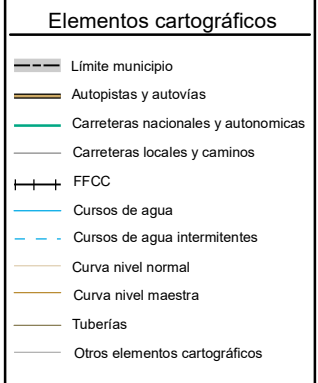 Elementos cartográficos
Límite municipio
Autopistas y autovías
Carreteras nacionales y autonomicas
Carreteras locales y caminos
FFCC
Cursos de agua
Cursos de agua intermitentes
Curva nivel normal
Curva nivel maestra
Tuberías
Otros elementos cartográficos